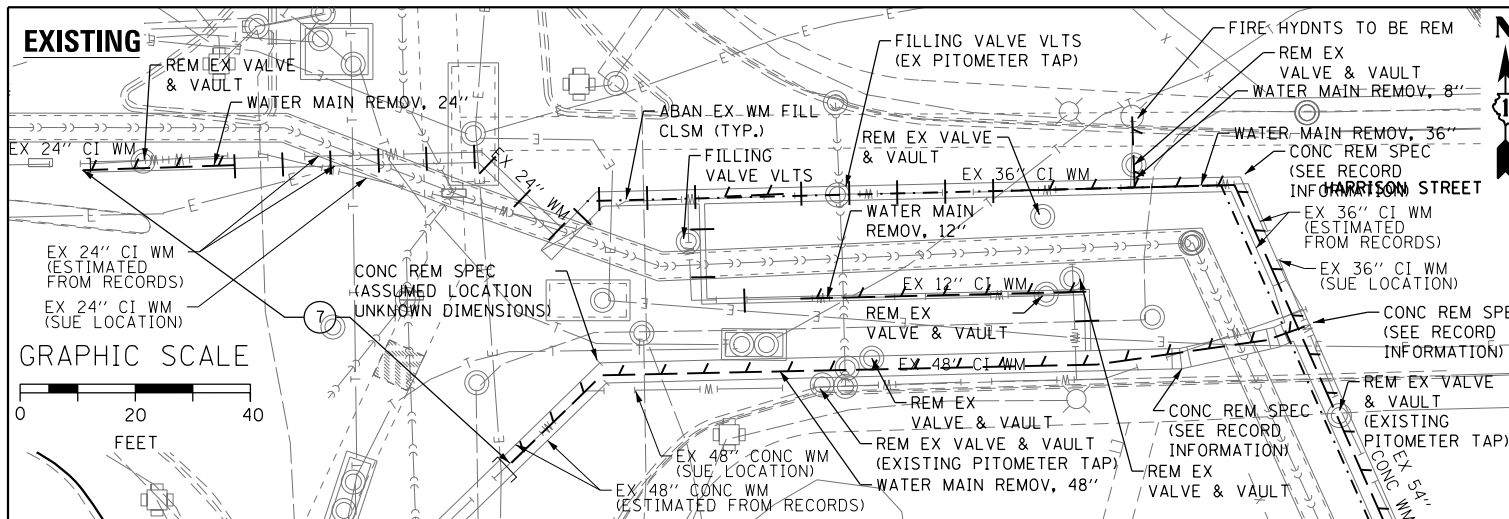 EXISTING
REM EX VALVE
& VAULT
WATER MAIN REMOV, 24"
EX 24" CI WM
EX 24" CI WM
(ESTIMATED
FROM RECORDS)
EX 24" CI WM
(SUE LOCATION)
7
GRAPHIC SCALE
0 20 40
FEET
EX 24" WM
ABAN EX WM FILL
CLSM (TYP.)
FILLING
VALVE VLTS
FILLING VALVE VLTS
(EX PITOMETER TAP)
REM EX VALVE
& VAULT
EX 36" CI WM
WATER MAIN
REMOV, 12"
CONC REM SPEC
(ASSUMED LOCATION
UNKNOWN DIMENSIONS)
EX 12" CI WM
REM EX
VALVE & VAULT
EX 48" CI WM
REM EX
VALVE & VAULT
REM EX VALVE & VAULT
(EXISTING PITOMETER TAP)
WATER MAIN REMOV, 48"
EX 48" CONC WM
(SUE LOCATION)
EX 48" CONC WM
(ESTIMATED FROM RECORDS)
REM EX
VALVE & VAULT
CONC REM SPEC
(SEE RECORD
INFORMATION)
FIRE HYDNTS TO BE REM
REM EX
VALVE & VAULT
WATER MAIN REMOV, 8"
WATER MAIN REMOV, 36"
CONC REM SPEC
(SEE RECORD
INFORMATION)
HARRISON STREET
EX 36" CI WM
(ESTIMATED
FROM RECORDS)
EX 36" CI WM
(SUE LOCATION)
CONC REM SPE
(SEE RECORD
INFORMATION)
REM EX VALVE
& VAULT
(EXISTING
PITOMETER TAP)
EX 54"
CONC WM
N